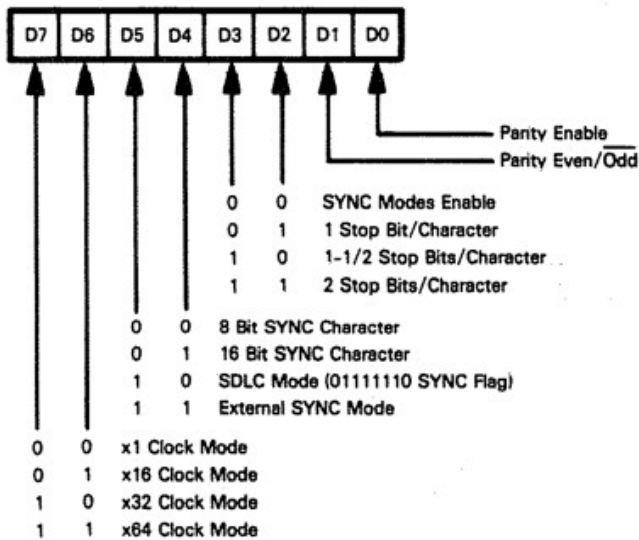 D7 D6 D5 D4 D3 D2 D1 D0
Parity Enable
Parity Even/Odd
0 0 SYNC Modes Enable
0 1 1 Stop Bit/Character
1 0 1-1/2 Stop Bits/Character
1 1 2 Stop Bits/Character
0 0 8 Bit SYNC Character
0 1 16 Bit SYNC Character
1 0 SDLC Mode (01111110 SYNC Flag)
1 1 External SYNC Mode
0 0 x1 Clock Mode
0 1 x16 Clock Mode
1 0 x32 Clock Mode
1 1 x64 Clock Mode